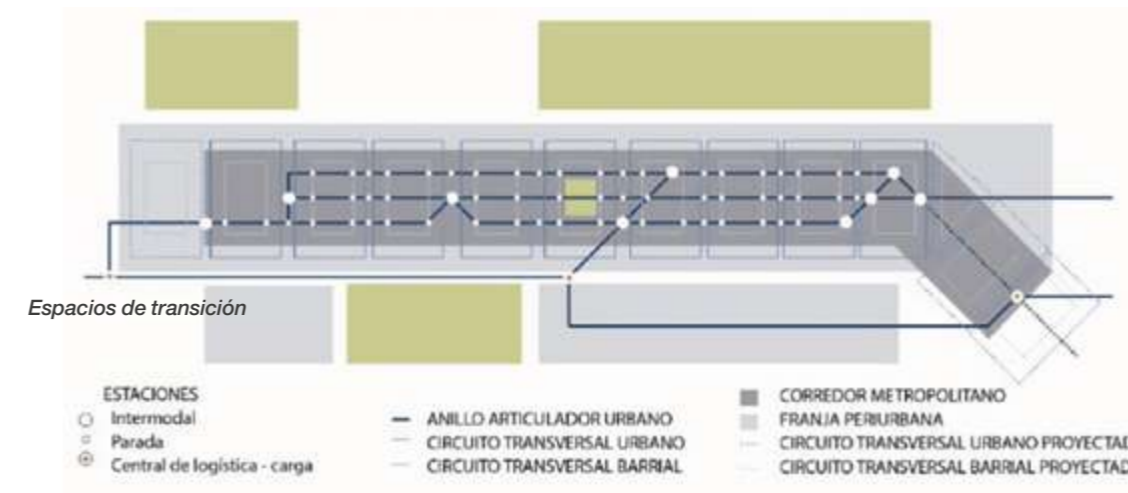 Espacios de transición
ESTACIONES
Intermodal
Parada
Central de logística - carga
ANILLO ARTICULADOR URBANO
CIRCUITO TRANSVERSAL URBANO
CIRCUITO TRANSVERSAL BARRIAL
CORREDOR METROPOLITANO
FRANJA PERIURBANA
CIRCUITO TRANSVERSAL URBANO PROYECTAD
CIRCUITO TRANSVERSAL BARRIAL PROYECTAD